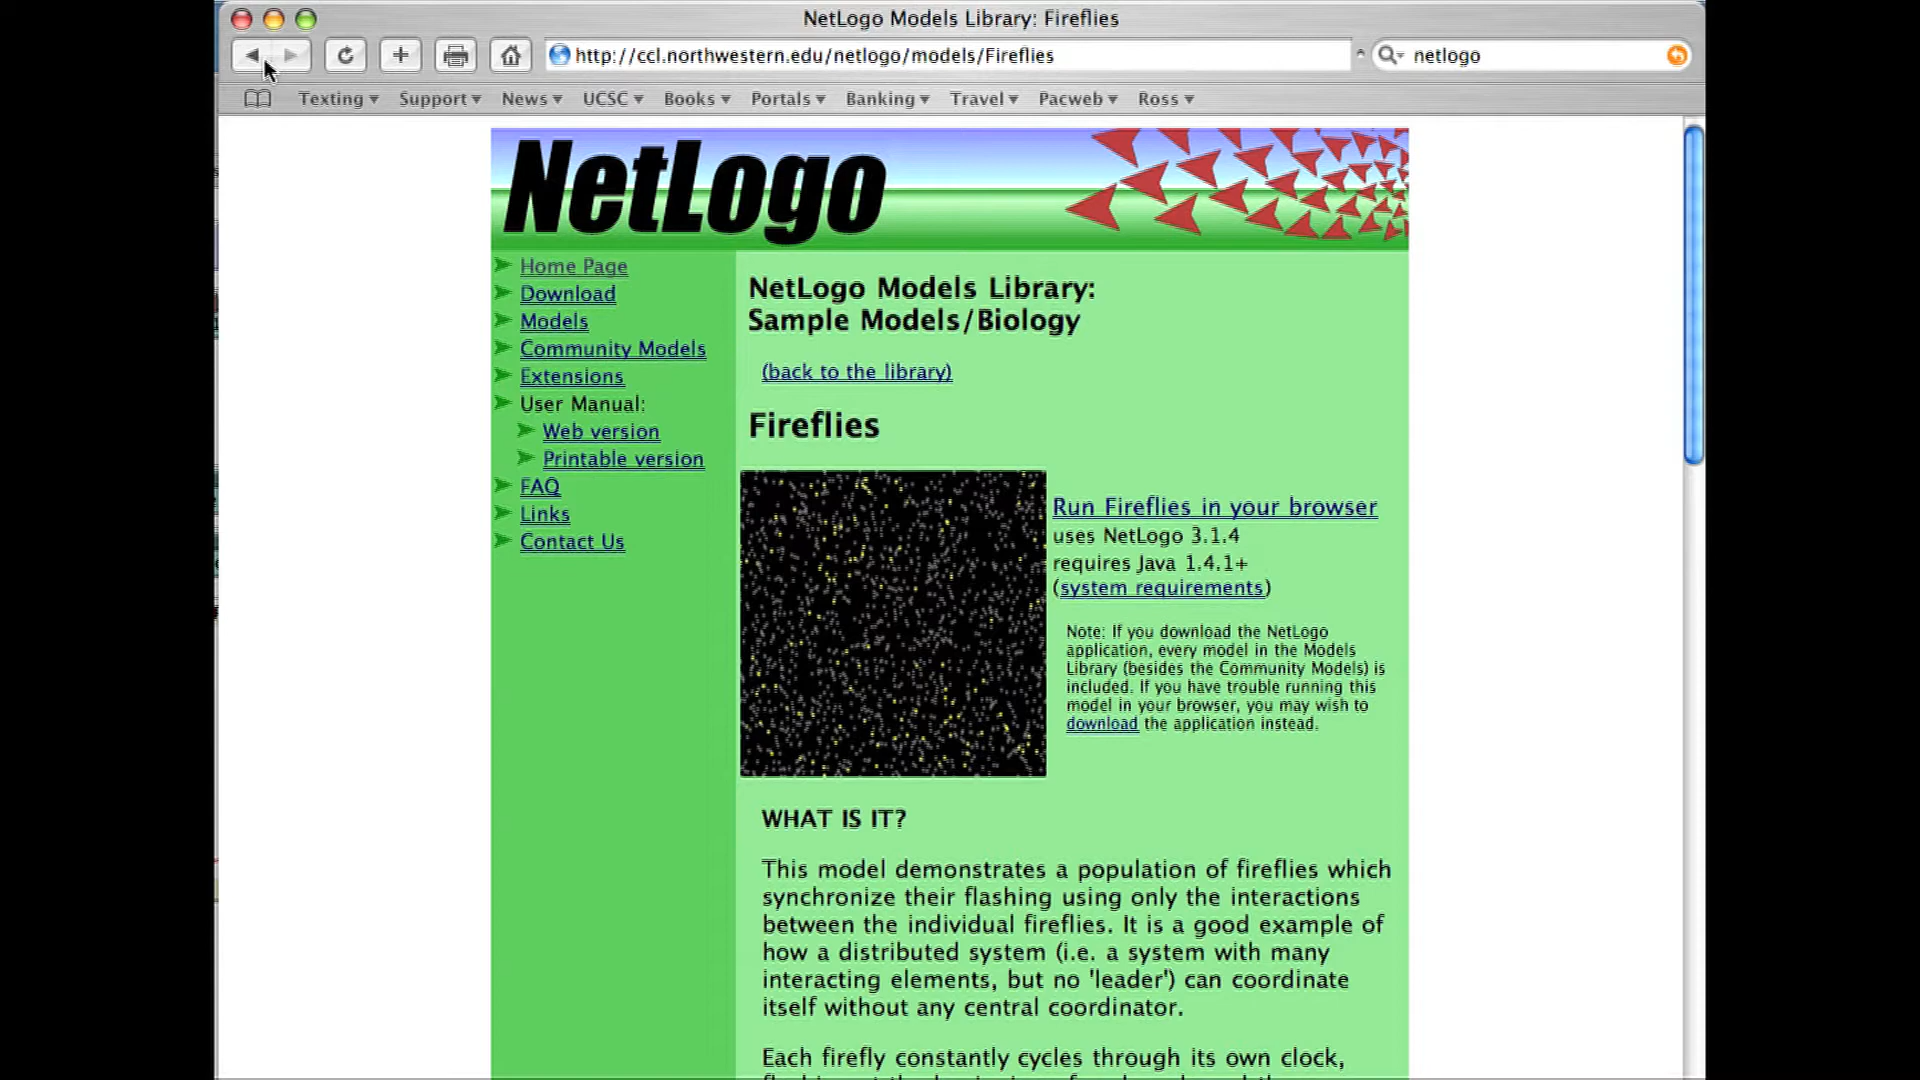 NetLogo Models Library: Fireflies
http://ccl.northwestern.edu/netlogo/models/Fireflies
netlogo
Texting Support News UCSC Books Portals Banking Travel Pacweb Ross
NetLogo
Home Page
Download
Models
Community Models
Extensions
User Manual:
Web version
Printable version
FAQ
Links
Contact Us
NetLogo Models Library:
Sample Models/Biology
(back to the library)
Fireflies
Run Fireflies in your browser
uses NetLogo 3.1.4
requires Java 1.4.1+
(system requirements)
Note: If you download the NetLogo
application, every model in the Models
Library (besides the Community Models) is
included. If you have trouble running this
model in your browser, you may wish to
download the application instead.
WHAT IS IT?
This model demonstrates a population of fireflies which
synchronize their flashing using only the interactions
between the individual fireflies. It is a good example of
how a distributed system (i.e. a system with many
interacting elements, but no 'leader') can coordinate
itself without any central coordinator.
Each firefly constantly cycles through its own clock,